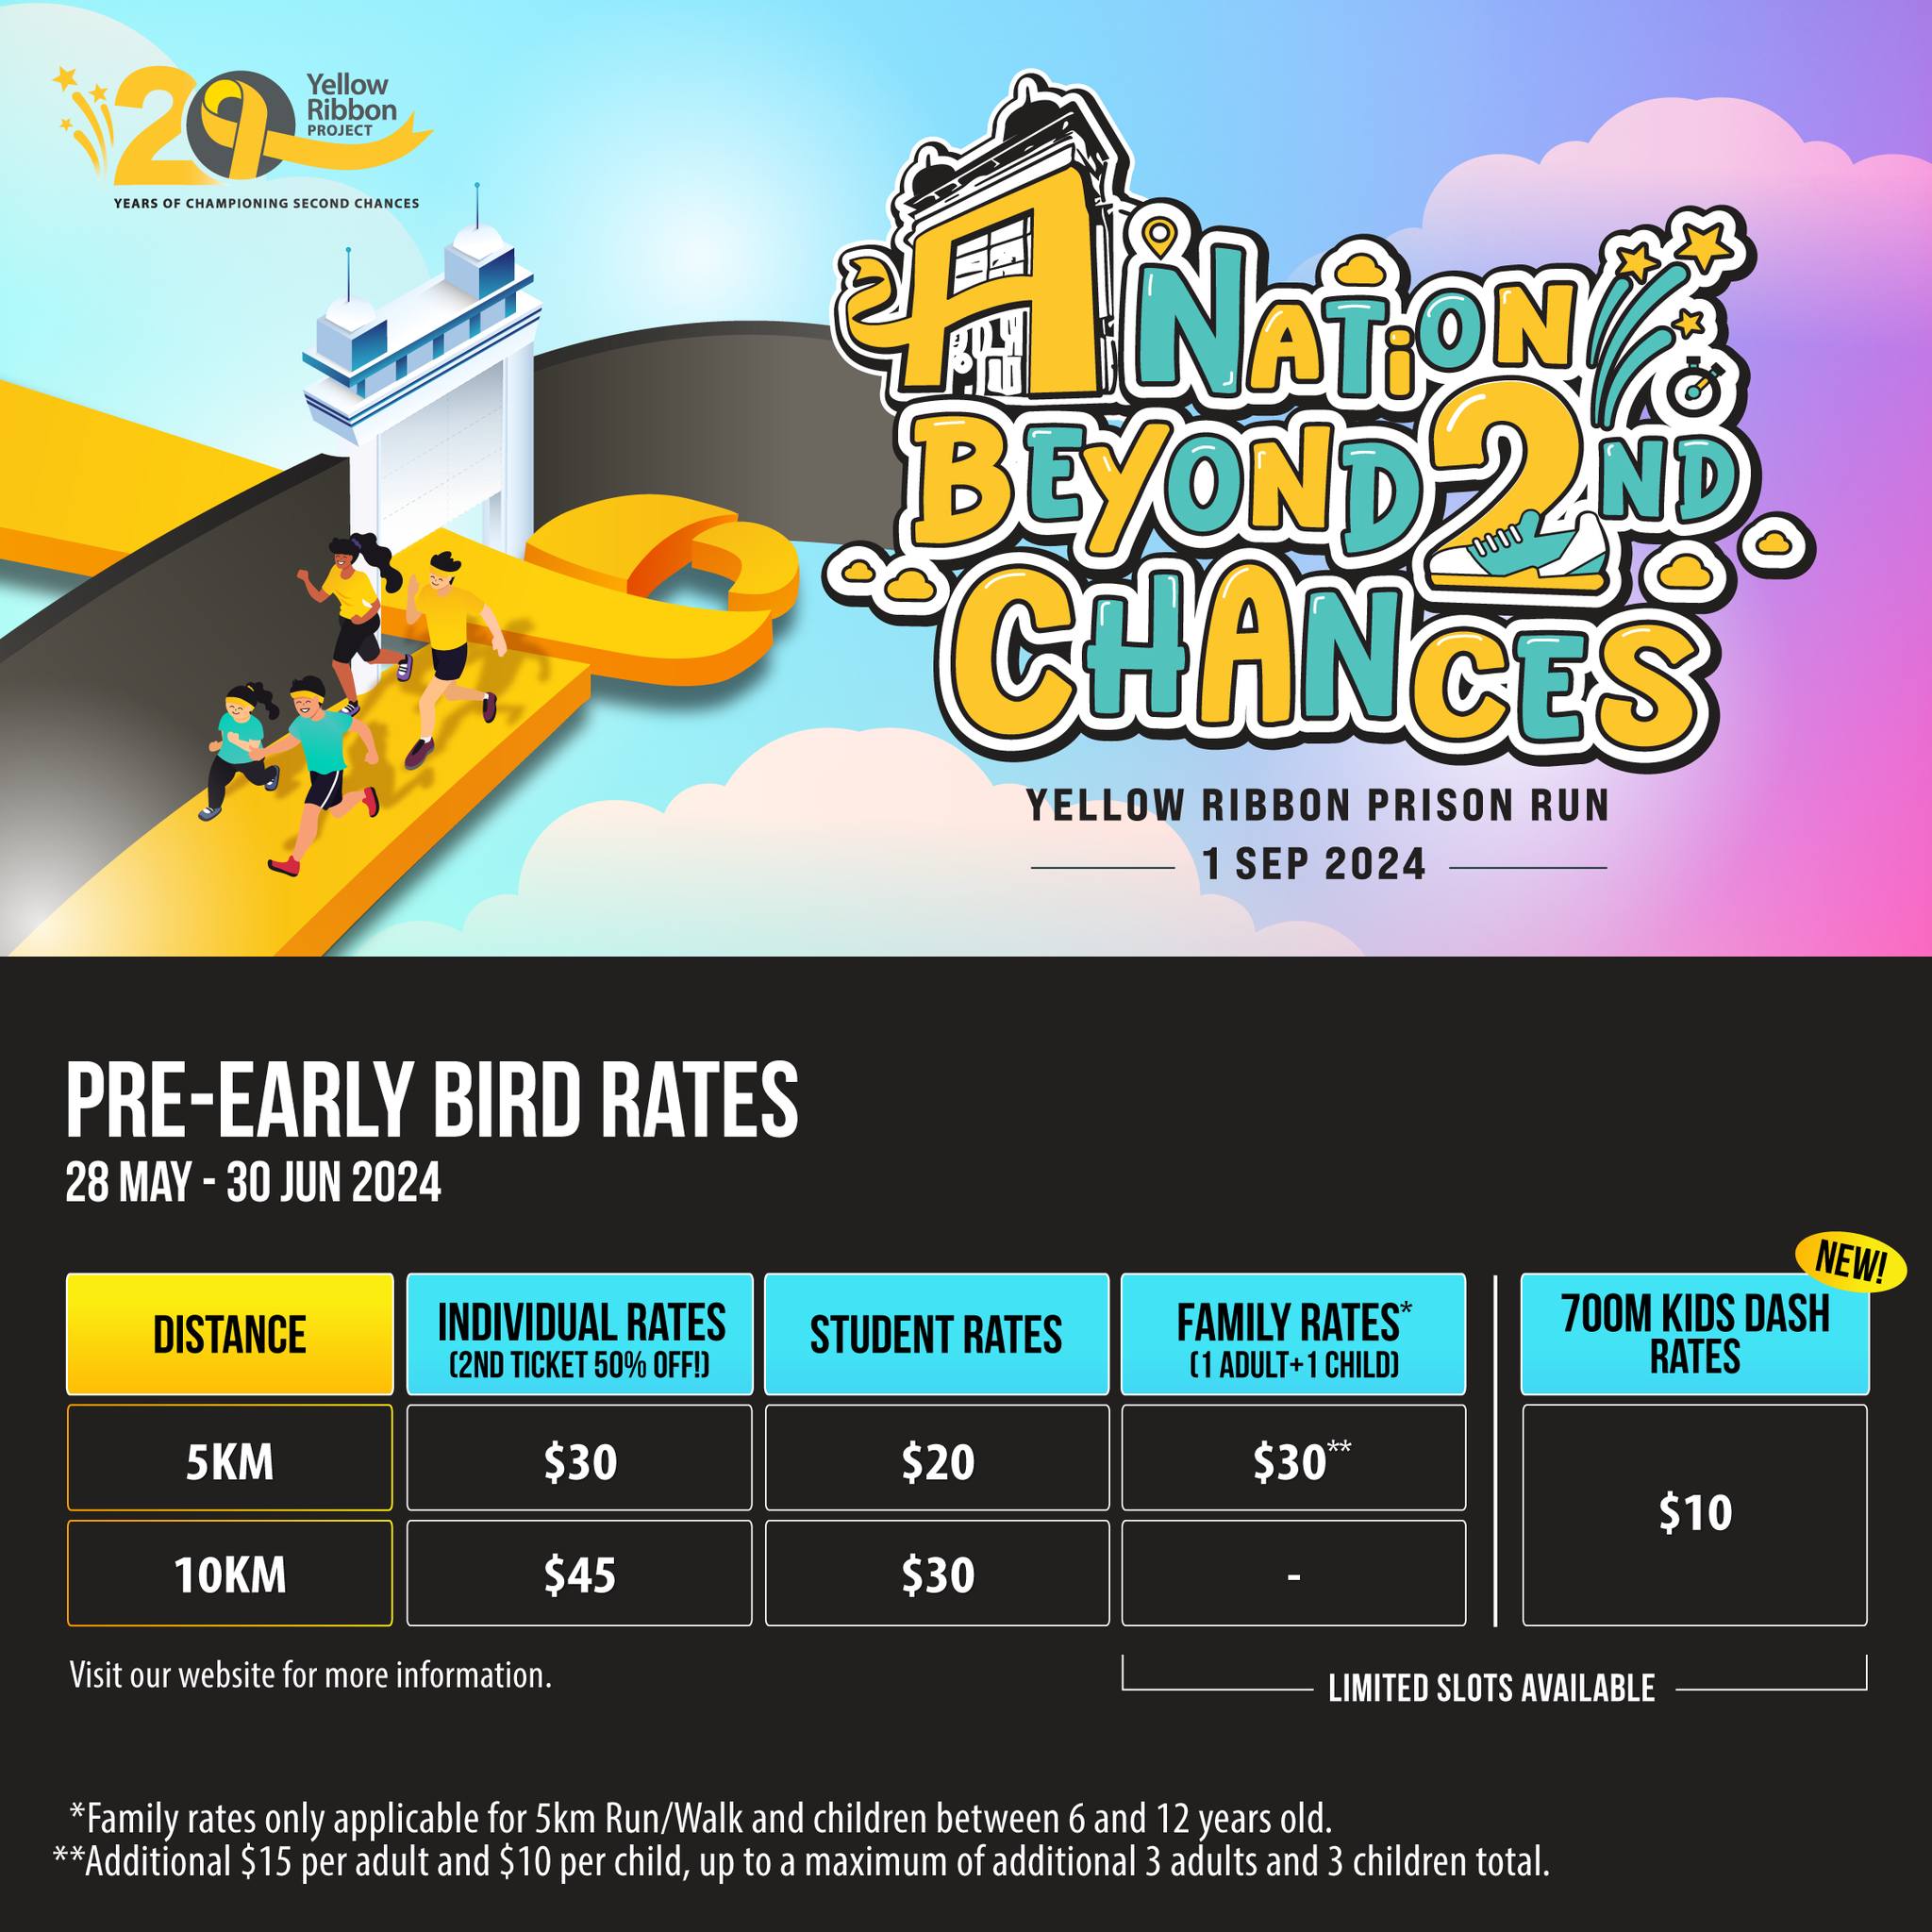 20
Yellow
Ribbon
PROJECT
YEARS OF CHAMPIONING SECOND CHANCES
A NATiON
BEYOND 2ND
CHANCES
YELLOW RIBBON PRISON RUN
1 SEP 2024
PRE-EARLY BIRD RATES
28 MAY - 30 JUN 2024
NEW!
DISTANCE
INDIVIDUAL RATES
(2ND TICKET 50% OFF!)
STUDENT RATES
FAMILY RATES*
(1 ADULT+1 CHILD)
700M KIDS DASH
RATES
5KM
$30
$20
$30**
$10
10KM
$45
$30
-
Visit our website for more information.
LIMITED SLOTS AVAILABLE
*Family rates only applicable for 5km Run/Walk and children between 6 and 12 years old.
**Additional $15 per adult and $10 per child, up to a maximum of additional 3 adults and 3 children total.